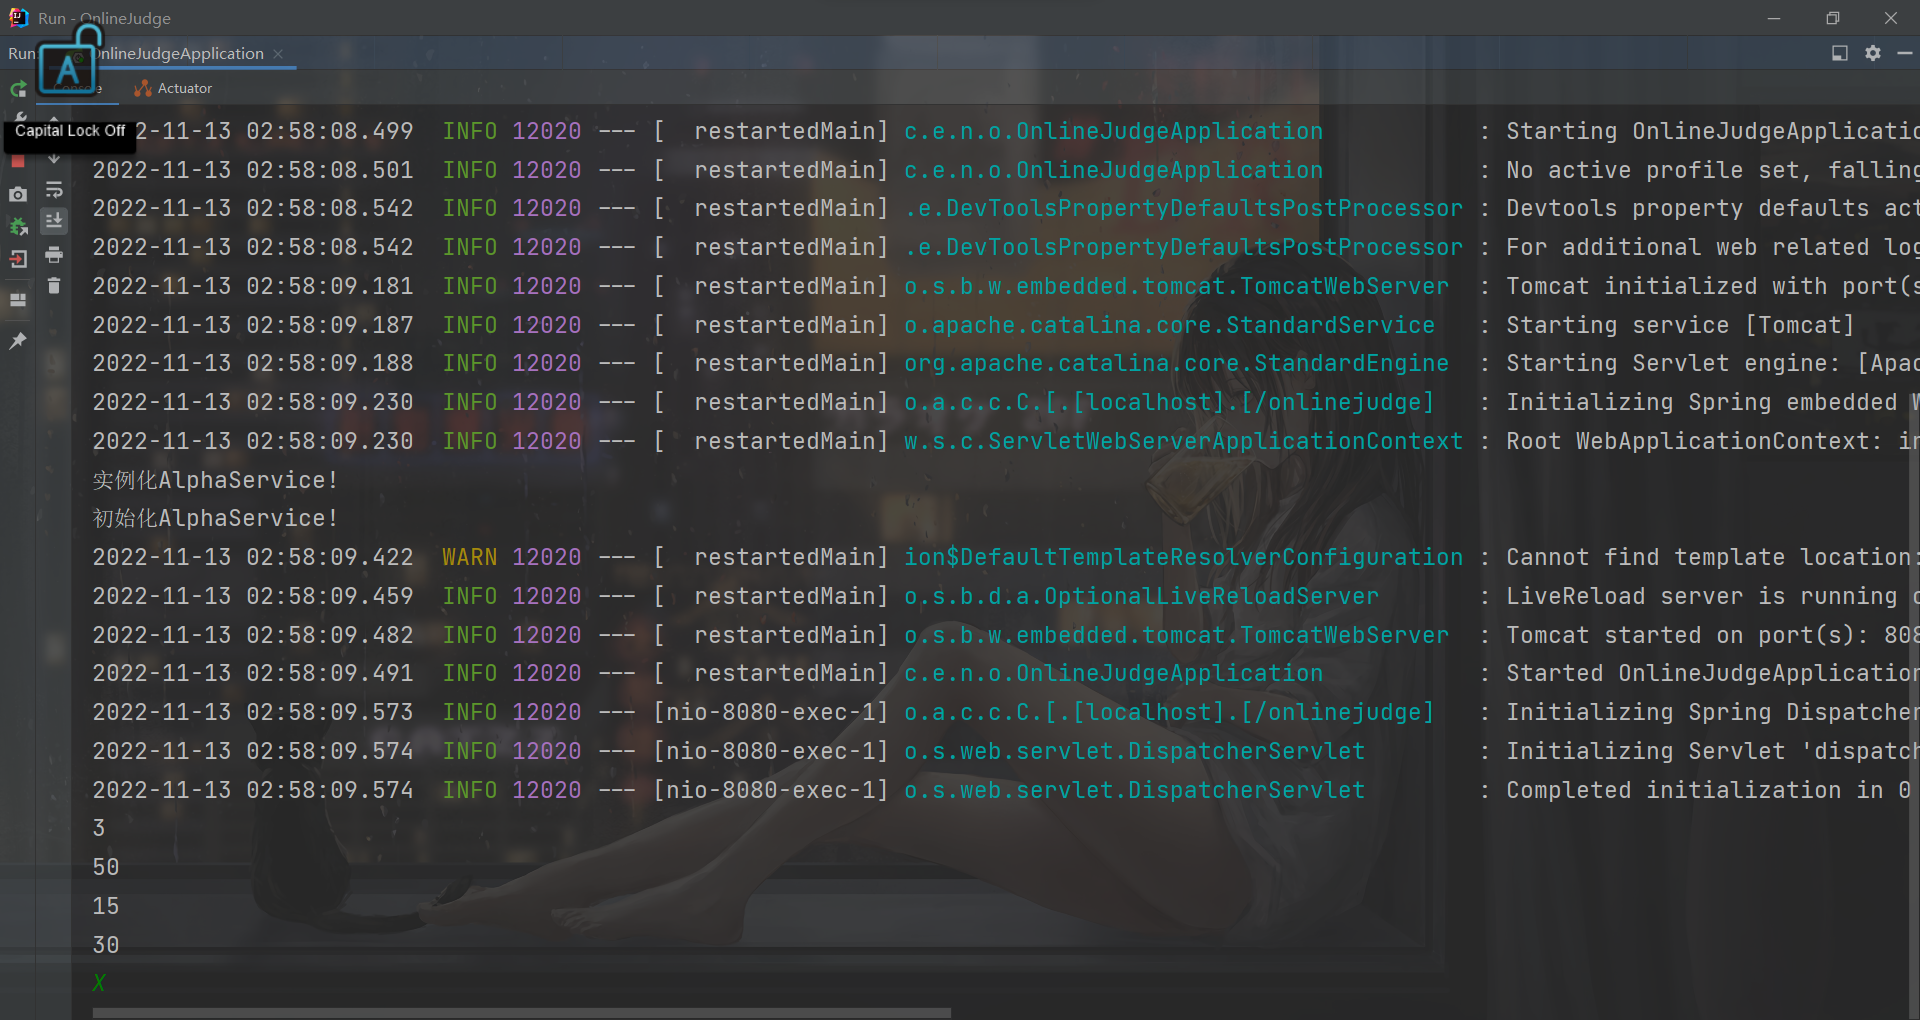 Run - OnlineJudge
Run:
OnlineJudgeApplication
Console
Actuator
Capital Lock Off
2-11-13 02:58:08.499  INFO 12020 --- [  restartedMain] c.e.n.o.OnlineJudgeApplication           : Starting OnlineJudgeApplicatio
2022-11-13 02:58:08.501  INFO 12020 --- [  restartedMain] c.e.n.o.OnlineJudgeApplication           : No active profile set, falling
2022-11-13 02:58:08.542  INFO 12020 --- [  restartedMain] .e.DevToolsPropertyDefaultsPostProcessor : Devtools property defaults act
2022-11-13 02:58:08.542  INFO 12020 --- [  restartedMain] .e.DevToolsPropertyDefaultsPostProcessor : For additional web related log
2022-11-13 02:58:09.181  INFO 12020 --- [  restartedMain] o.s.b.w.embedded.tomcat.TomcatWebServer  : Tomcat initialized with port(s
2022-11-13 02:58:09.187  INFO 12020 --- [  restartedMain] o.apache.catalina.core.StandardService   : Starting service [Tomcat]
2022-11-13 02:58:09.188  INFO 12020 --- [  restartedMain] org.apache.catalina.core.StandardEngine  : Starting Servlet engine: [Apac
2022-11-13 02:58:09.230  INFO 12020 --- [  restartedMain] o.a.c.c.C.[.[localhost].[/onlinejudge]   : Initializing Spring embedded W
2022-11-13 02:58:09.230  INFO 12020 --- [  restartedMain] w.s.c.ServletWebServerApplicationContext : Root WebApplicationContext: in
实例化AlphaService!
初始化AlphaService!
2022-11-13 02:58:09.422  WARN 12020 --- [  restartedMain] ion$DefaultTemplateResolverConfiguration : Cannot find template location:
2022-11-13 02:58:09.459  INFO 12020 --- [  restartedMain] o.s.b.d.a.OptionalLiveReloadServer       : LiveReload server is running o
2022-11-13 02:58:09.482  INFO 12020 --- [  restartedMain] o.s.b.w.embedded.tomcat.TomcatWebServer  : Tomcat started on port(s): 808
2022-11-13 02:58:09.491  INFO 12020 --- [  restartedMain] c.e.n.o.OnlineJudgeApplication           : Started OnlineJudgeApplication
2022-11-13 02:58:09.573  INFO 12020 --- [nio-8080-exec-1] o.a.c.c.C.[.[localhost].[/onlinejudge]   : Initializing Spring Dispatcher
2022-11-13 02:58:09.574  INFO 12020 --- [nio-8080-exec-1] o.s.web.servlet.DispatcherServlet        : Initializing Servlet 'dispatch
2022-11-13 02:58:09.574  INFO 12020 --- [nio-8080-exec-1] o.s.web.servlet.DispatcherServlet        : Completed initialization in 0
3
50
15
30
X